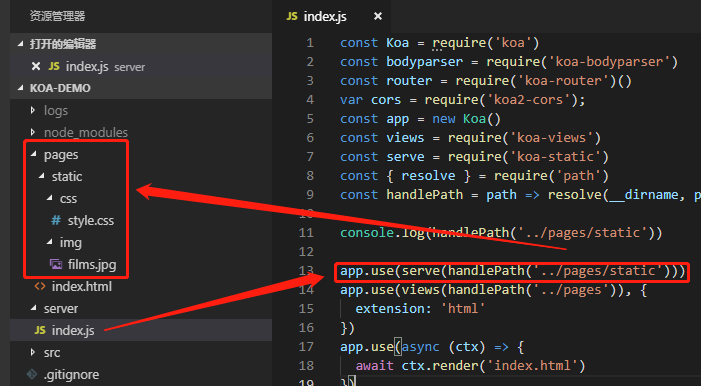 资源管理器
打开的编辑器
JS index.js server
KOA-DEMO
logs
node_modules
pages
static
css
# style.css
img
films.jpg
<> index.html
server
JS index.js
src
.gitignore
JS index.js
1 const Koa = require('koa')
2 const bodyparser = require('koa-bodyparser')
3 const router = require('koa-router')()
4 var cors = require('koa2-cors');
5 const app = new Koa()
6 const views = require('koa-views')
7 const serve = require('koa-static')
8 const { resolve } = require('path')
9 const handlePath = path => resolve(__dirname, p
10
11 console.log(handlePath('../pages/static'))
12
13 app.use(serve(handlePath('../pages/static')))
14 app.use(views(handlePath('../pages')), {
15 extension: 'html'
16 })
17 app.use(async (ctx) => {
18 await ctx.render('index.html')
19 })